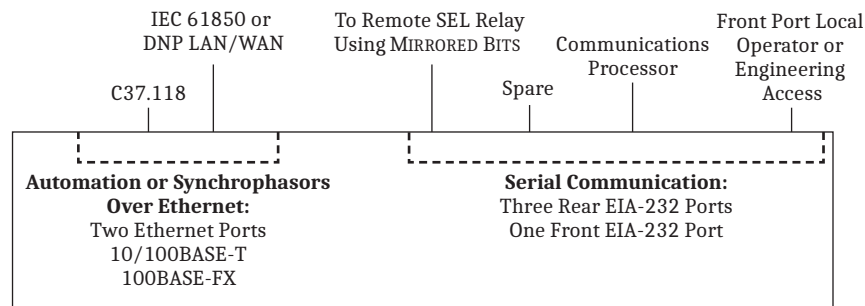 IEC 61850 or
DNP LAN/WAN
C37.118
To Remote SEL Relay
Using MIRRORED BITS
Spare
Communications
Processor
Front Port Local
Operator or
Engineering
Access
Automation or Synchrophasors
Over Ethernet:
Two Ethernet Ports
10/100BASE-T
100BASE-FX
Serial Communication:
Three Rear EIA-232 Ports
One Front EIA-232 Port